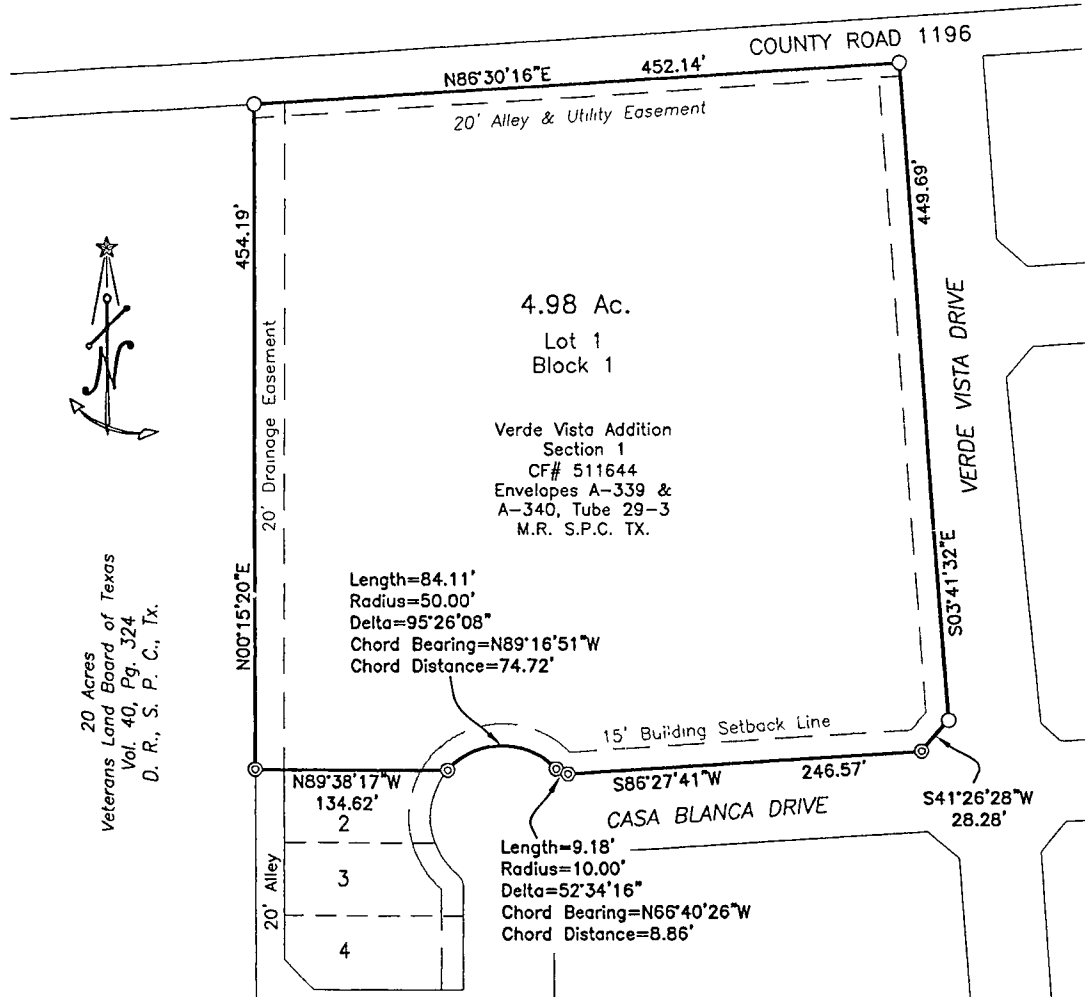 COUNTY ROAD 1196
N86°30'16"E 452.14'
20' Alley & Utility Easement
454.19'
N00°15'20"E
20' Drainage Easement
449.69'
S03°41'32"E
VERDE VISTA DRIVE
N
4.98 Ac.
Lot 1
Block 1
Verde Vista Addition
Section 1
CF# 511644
Envelopes A-339 &
A-340, Tube 29-3
M.R. S.P.C. TX.
20 Acres
Veterans Land Board of Texas
Vol. 40, Pg. 324
D. R., S. P. C., Tx.
Length=84.11'
Radius=50.00'
Delta=95°26'08"
Chord Bearing=N89°16'51"W
Chord Distance=74.72'
15' Building Setback Line
N89°38'17"W
134.62'
S86°27'41"W 246.57'
S41°26'28"W
28.28'
CASA BLANCA DRIVE
2
3
4
20' Alley
Length=9.18'
Radius=10.00'
Delta=52°34'16"
Chord Bearing=N66°40'26"W
Chord Distance=8.86'